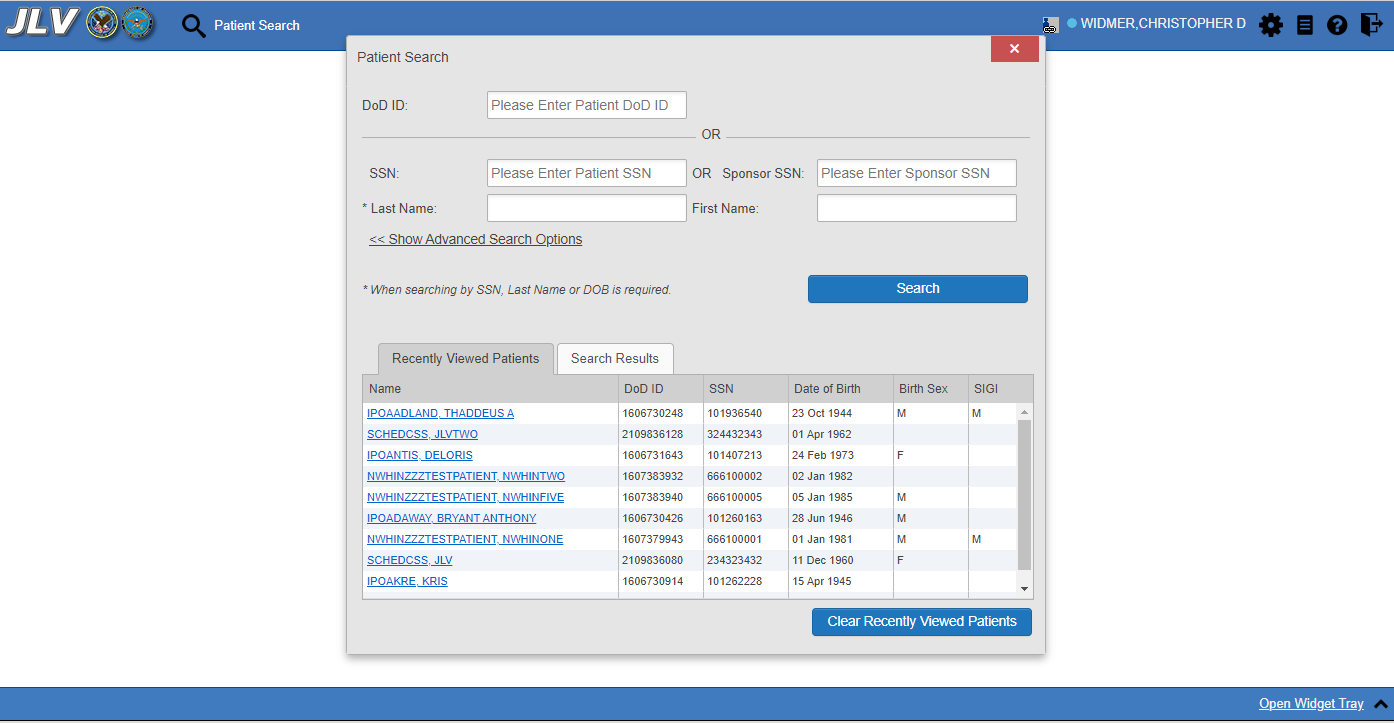 JLV Patient Search WIDMER,CHRISTOPHER D
Patient Search
DoD ID: Please Enter Patient DoD ID
OR
SSN: Please Enter Patient SSN OR Sponsor SSN: Please Enter Sponsor SSN
* Last Name: First Name:
<< Show Advanced Search Options
* When searching by SSN, Last Name or DOB is required. Search
Recently Viewed Patients Search Results
Name DoD ID SSN Date of Birth Birth Sex SIGI
IPOAADLAND, THADDEUS A 1606730248 101936540 23 Oct 1944 M M
SCHEDCSS, JLVTWO 2109836128 324432343 01 Apr 1962
IPOANTIS, DELORIS 1606731643 101407213 24 Feb 1973 F
NWHINZZZTESTPATIENT, NWHINTWO 1607383932 666100002 02 Jan 1982
NWHINZZZTESTPATIENT, NWHINFIVE 1607383940 666100005 05 Jan 1985 M
IPOADAWAY, BRYANT ANTHONY 1606730426 101260163 28 Jun 1946 M
NWHINZZZTESTPATIENT, NWHINONE 1607379943 666100001 01 Jan 1981 M M
SCHEDCSS, JLV 2109836080 234323432 11 Dec 1960 F
IPOAKRE, KRIS 1606730914 101262228 15 Apr 1945
Clear Recently Viewed Patients
Open Widget Tray